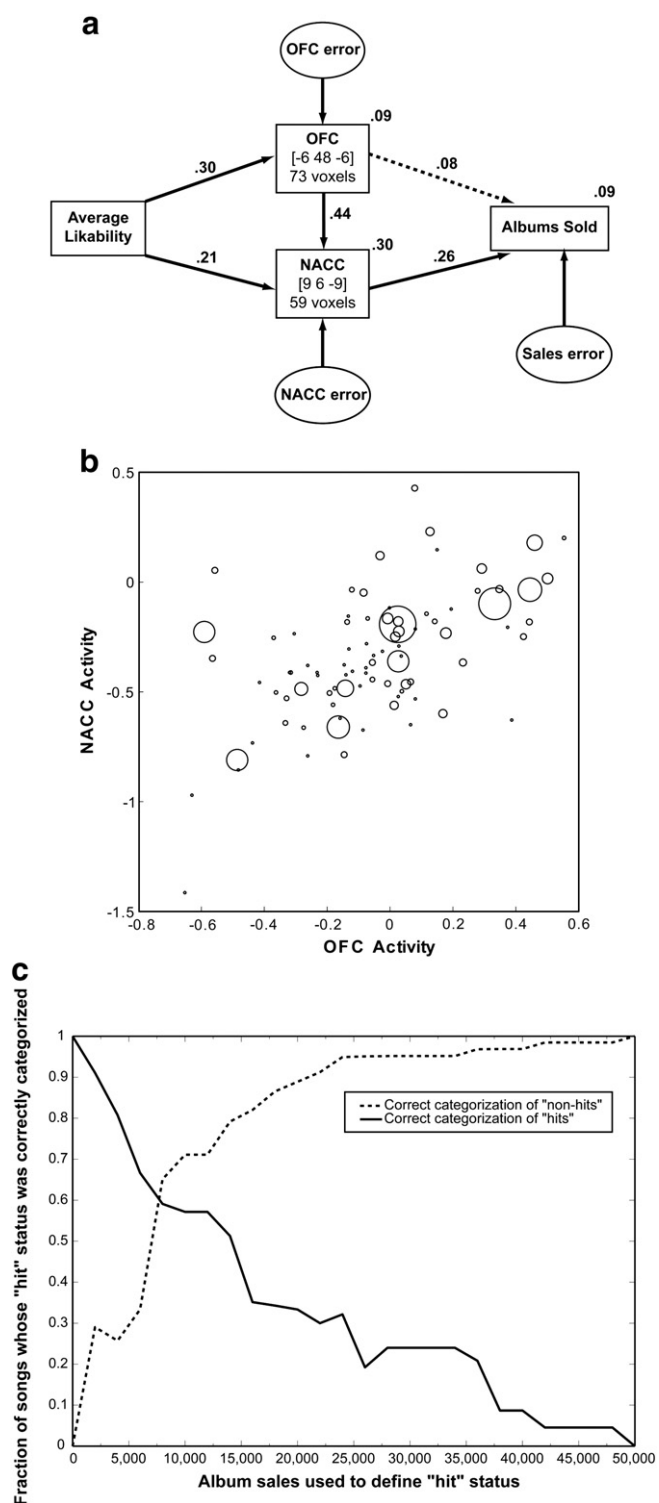 a
OFC error
.09
OFC
[-6 48 -6]
73 voxels
.30
.08
.09
Average
Likability
.44
Albums Sold
.21
.30
NACC
[9 6 -9]
59 voxels
.26
Sales error
NACC error
b
0.5
0
-0.5
-1
-1.5
NACC Activity
-0.8
-0.6
-0.4
-0.2
0
0.2
0.4
0.6
OFC Activity
c
Fraction of songs whose "hit" status was correctly categorized
1
0.9
0.8
0.7
0.6
0.5
0.4
0.3
0.2
0.1
0
Correct categorization of "non-hits"
Correct categorization of "hits"
0
5,000
10,000
15,000
20,000
25,000
30,000
35,000
40,000
45,000
50,000
Album sales used to define "hit" status